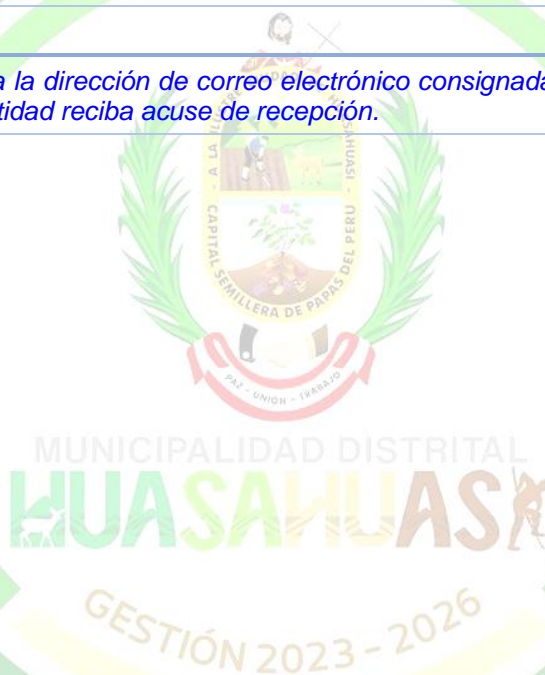 a la dirección de correo electrónico consignada
tidad reciba acuse de recepción.
CAPITAL SEMILLERA DE PAPAS DEL PERU
PAZ - UNIÓN - TRABAJO
MUNICIPALIDAD DISTRITAL
HUASAHUASI
GESTIÓN 2023 - 2026